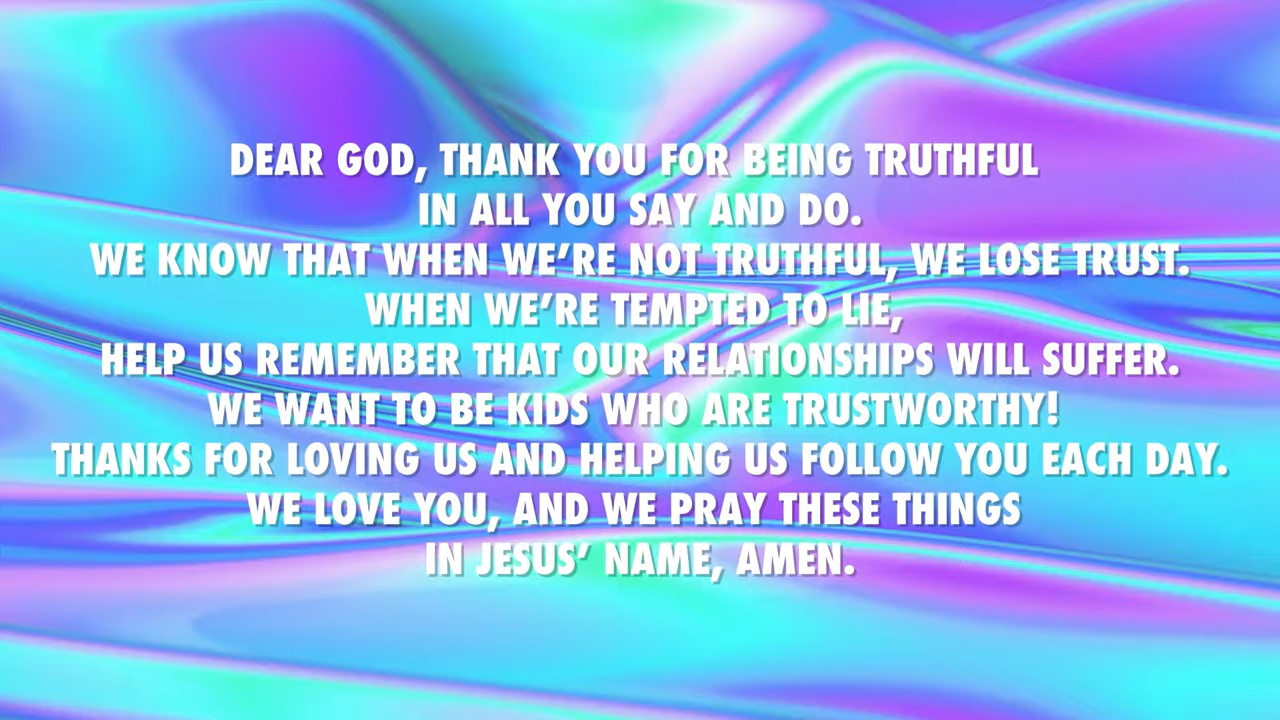 DEAR GOD, THANK YOU FOR BEING TRUTHFUL
IN ALL YOU SAY AND DO.
WE KNOW THAT WHEN WE’RE NOT TRUTHFUL, WE LOSE TRUST.
WHEN WE’RE TEMPTED TO LIE,
HELP US REMEMBER THAT OUR RELATIONSHIPS WILL SUFFER.
WE WANT TO BE KIDS WHO ARE TRUSTWORTHY!
THANKS FOR LOVING US AND HELPING US FOLLOW YOU EACH DAY.
WE LOVE YOU, AND WE PRAY THESE THINGS
IN JESUS’ NAME, AMEN.